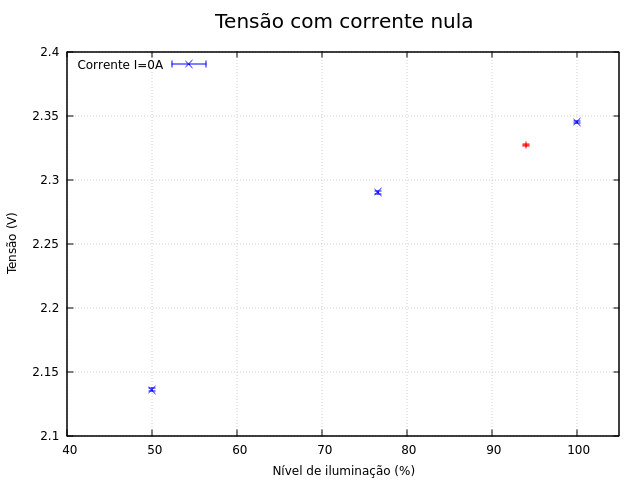 Tensão com corrente nula
2.4
Corrente I=0A
2.35
2.3
2.25
2.2
2.15
2.1
Tensão (V)
40 50 60 70 80 90 100
Nível de iluminação (%)